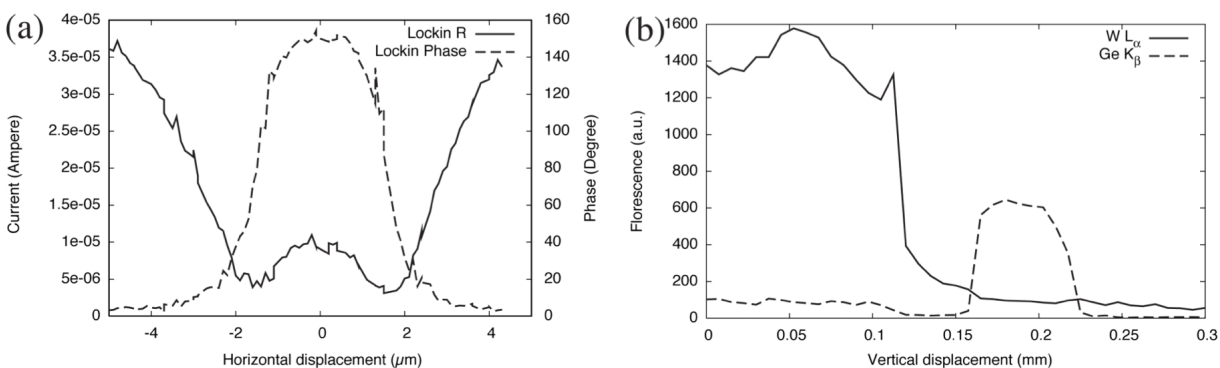 (a)
4e-05
3.5e-05
3e-05
2.5e-05
2e-05
1.5e-05
1e-05
5e-06
0
Current (Ampere)
-4
-2
0
2
4
Horizontal displacement (μm)
160
140
120
100
80
60
40
20
0
Phase (Degree)
Lockin R
Lockin Phase
(b)
1600
1400
1200
1000
800
600
400
200
0
Florescence (a.u.)
0
0.05
0.1
0.15
0.2
0.25
0.3
Vertical displacement (mm)
W Lα
Ge Kβ